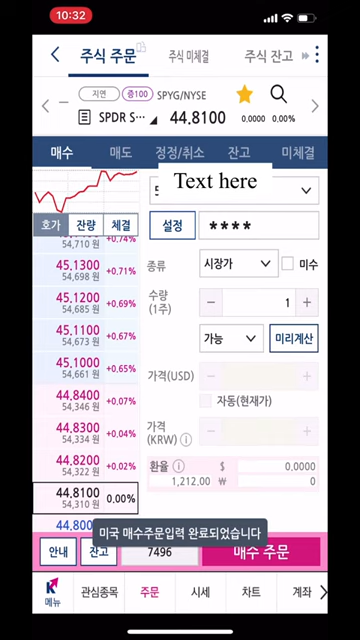 10:32
주식 주문
주식 미체결
주식 잔고
지연 증100 SPYG/NYSE
SPDR S... 44.8100 0.0000 0.00%
매수 매도 정정/취소 잔고 미체결
Text here
호가 잔량 체결
설정 ****
54,710 원 +0.74%
45.1300
54,698 원 +0.71%
45.1200
54,685 원 +0.69%
45.1100
54,673 원 +0.67%
45.1000
54,661 원 +0.65%
44.8400
54,346 원 +0.07%
44.8300
54,334 원 +0.04%
44.8200
54,322 원 +0.02%
44.8100
54,310 원 0.00%
44.800
종류 시장가 미수
수량
(1주) 1
가능 미리계산
가격(USD)
자동(현재가)
가격
(KRW)
환율 $ 0.0000
1,212.00 ₩ 0
미국 매수주문입력 완료되었습니다
안내 잔고 7496 매수 주문
메뉴 관심종목 주문 시세 차트 계좌